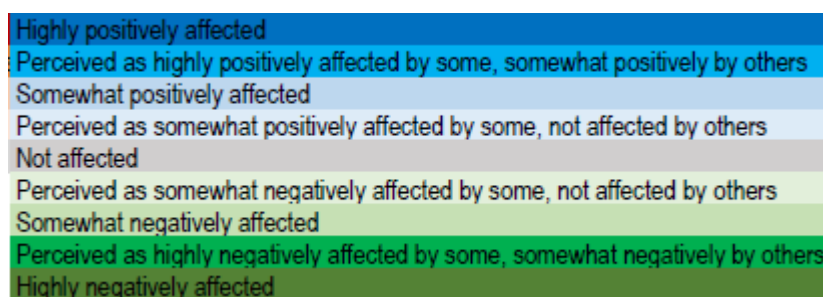 Highly positively affected
Perceived as highly positively affected by some, somewhat positively by others
Somewhat positively affected
Perceived as somewhat positively affected by some, not affected by others
Not affected
Perceived as somewhat negatively affected by some, not affected by others
Somewhat negatively affected
Perceived as highly negatively affected by some, somewhat negatively by others
Highly negatively affected